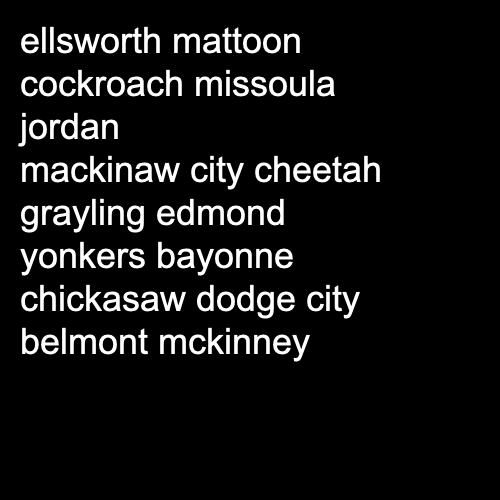 ellsworth mattoon
cockroach missoula
jordan
mackinaw city cheetah
grayling edmond
yonkers bayonne
chickasaw dodge city
belmont mckinney